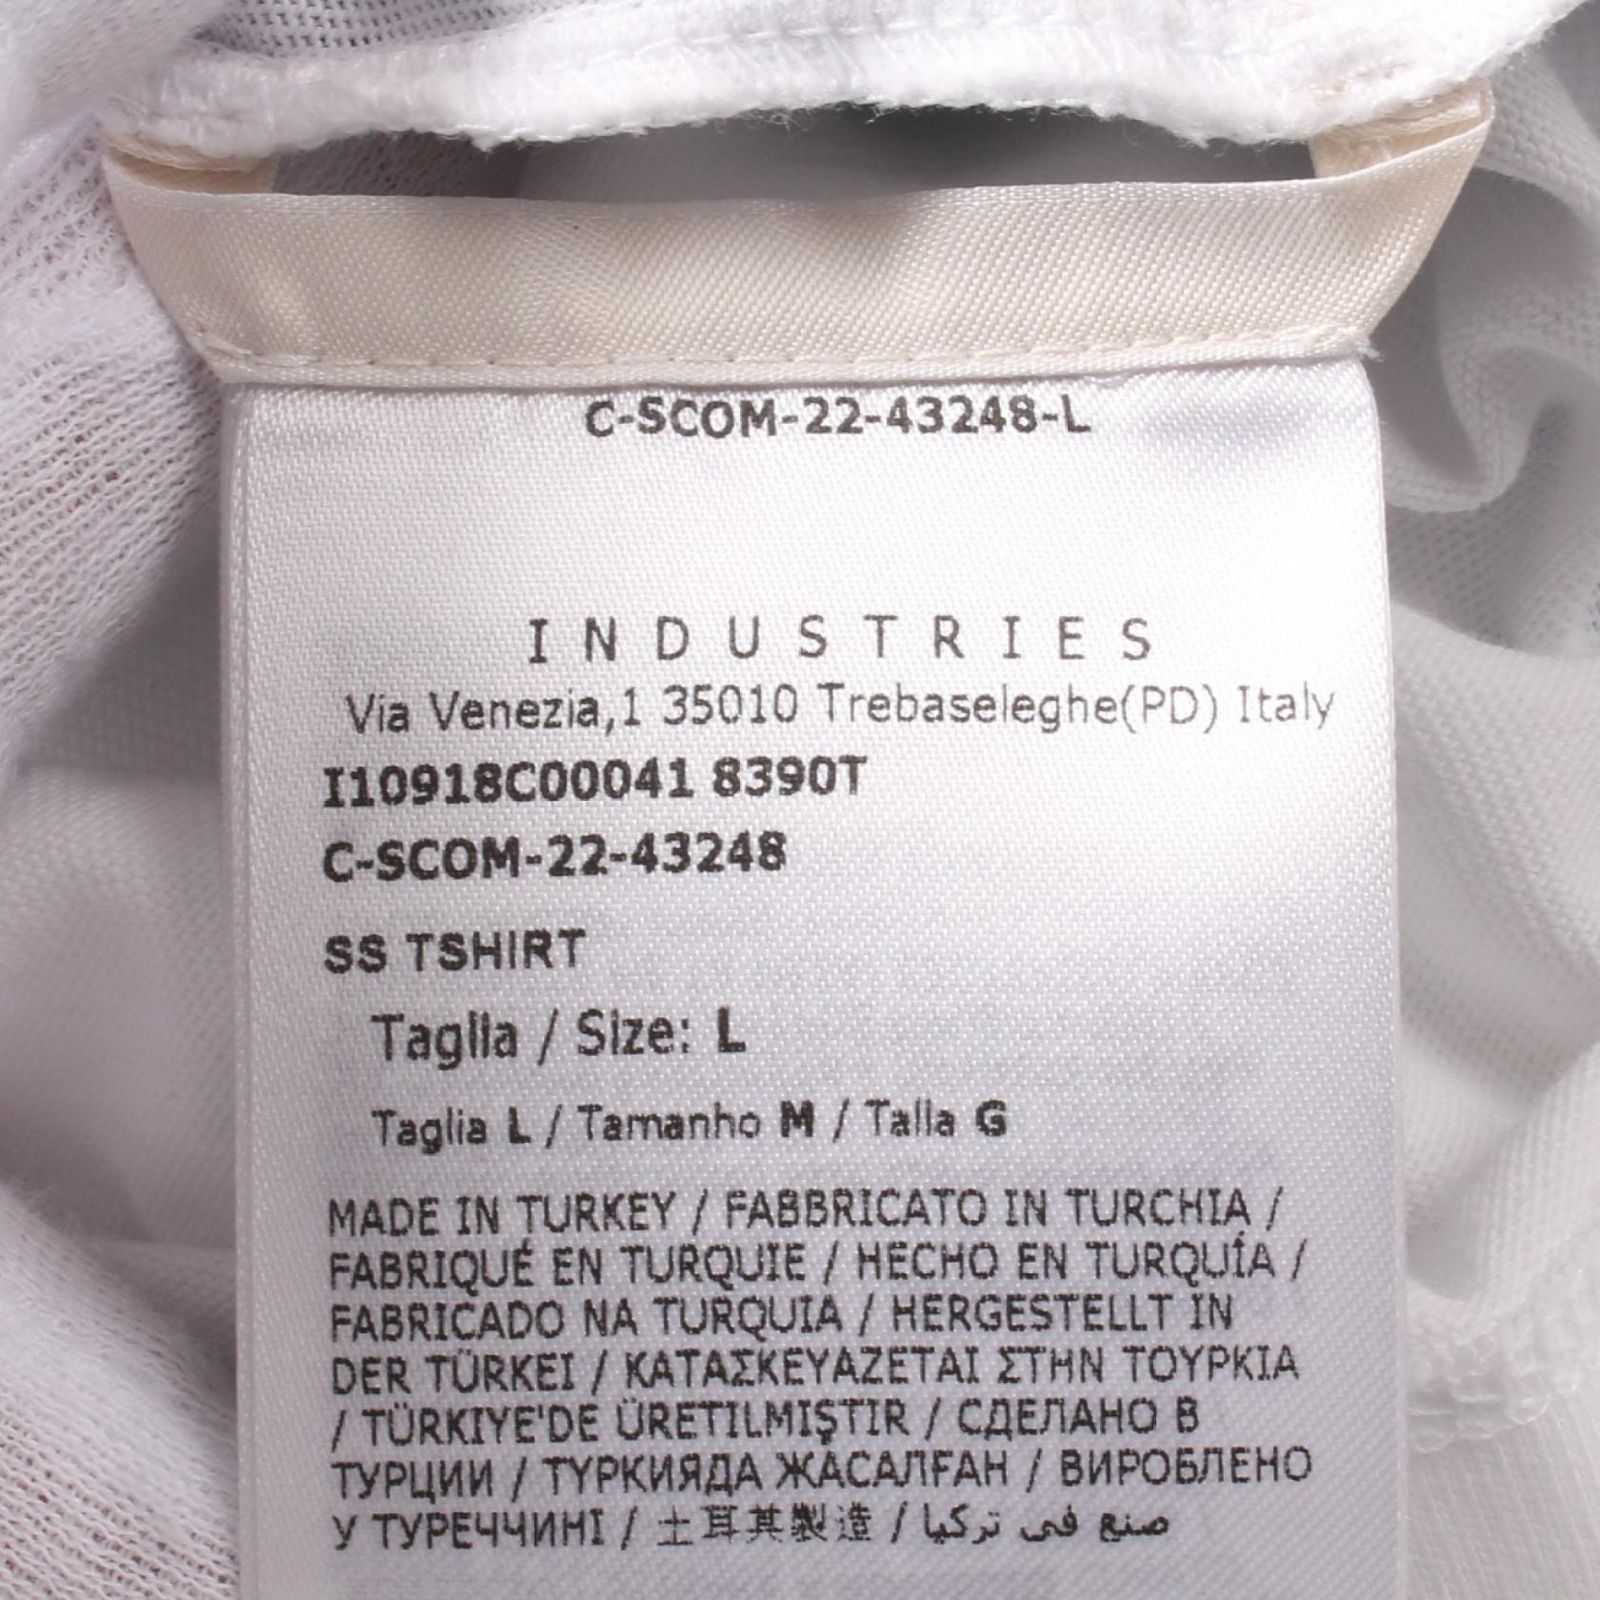 C-SCOM-22-43248-L
INDUSTRIES
Via Venezia,1 35010 Trebaseleghe(PD) Italy
I10918C00041 8390T
C-SCOM-22-43248
SS TSHIRT
Taglia / Size: L
Taglia L / Tamanho M / Talla G
MADE IN TURKEY / FABBRICATO IN TURCHIA /
FABRIQUÉ EN TURQUIE / HECHO EN TURQUÍA /
FABRICADO NA TURQUIA / HERGESTELLT IN
DER TÜRKEI / ΚΑΤΑΣΚΕΥΑΖΕΤΑΙ ΣΤΗΝ ΤΟΥΡΚΙΑ
/ TÜRKIYE'DE ÜRETILMIŞTIR / СДЕЛАНО В
ТУРЦИИ / ТҮРКИЯДА ЖАСАЛҒАН / ВИРОБЛЕНО
У ТУРЕЧЧИНІ / 土耳其製造 / صنع في تركيا